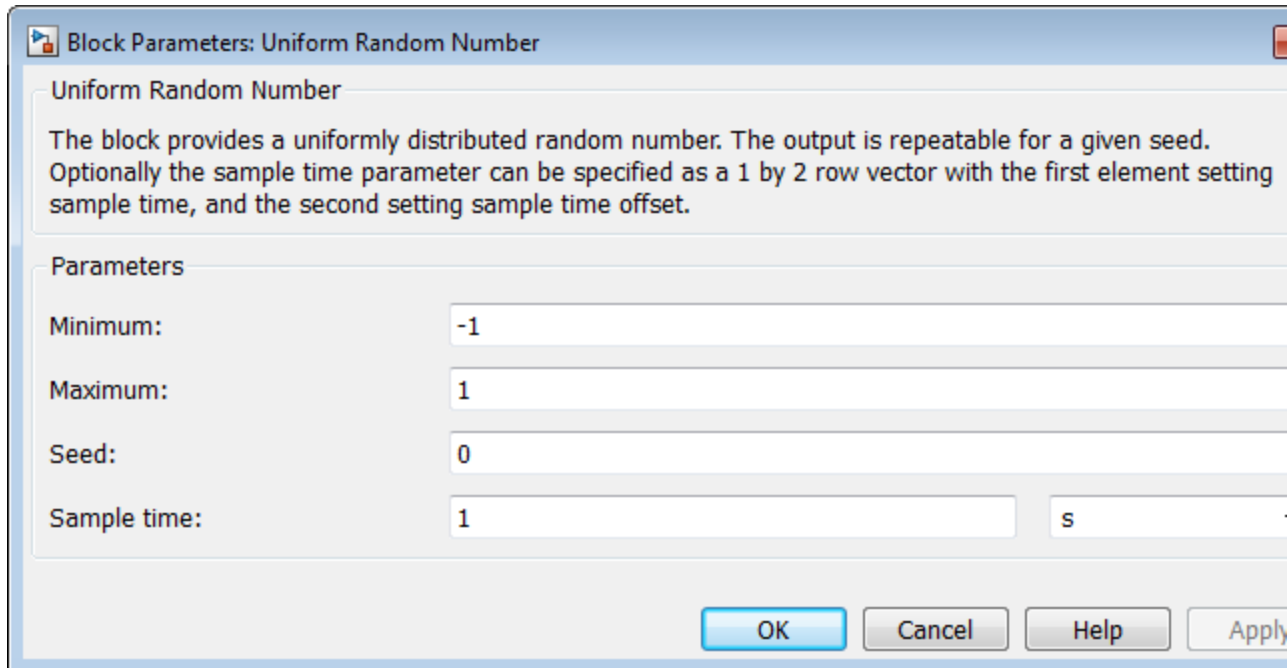 Block Parameters: Uniform Random Number
Uniform Random Number
The block provides a uniformly distributed random number. The output is repeatable for a given seed.
Optionally the sample time parameter can be specified as a 1 by 2 row vector with the first element setting
sample time, and the second setting sample time offset.
Parameters
Minimum: -1
Maximum: 1
Seed: 0
Sample time: 1 s
OK Cancel Help Apply